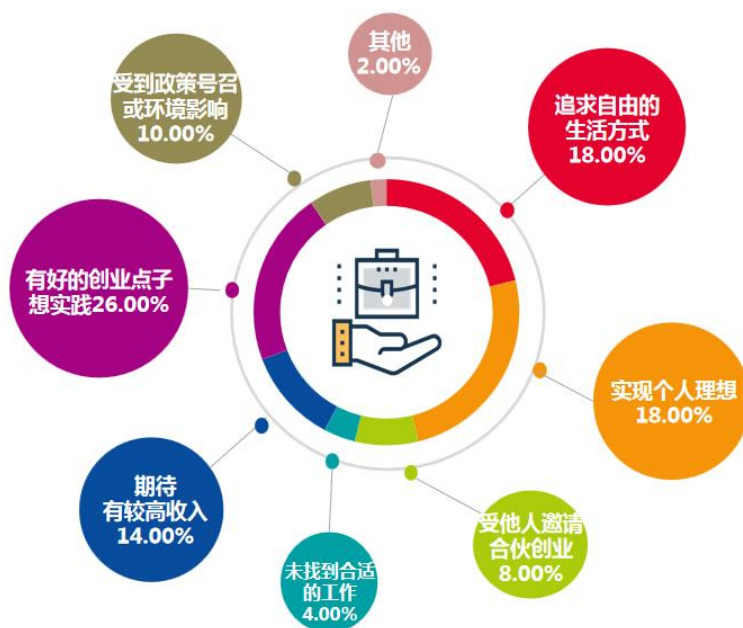 其他
2.00%
受到政策号召
或环境影响
10.00%
追求自由的
生活方式
18.00%
有好的创业点子
想实践26.00%
实现个人理想
18.00%
期待
有较高收入
14.00%
受他人邀请
合伙创业
8.00%
未找到合适
的工作
4.00%